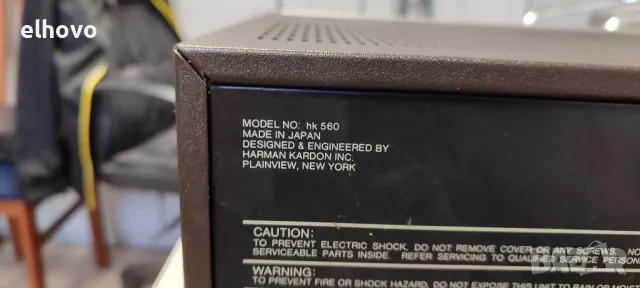 elhovo
MODEL NO: hk 560
MADE IN JAPAN
DESIGNED & ENGINEERED BY
HARMAN KARDON INC.
PLAINVIEW, NEW YORK
CAUTION:
TO PREVENT ELECTRIC SHOCK, DO NOT REMOVE COVER OR ANY SCREWS. NO
SERVICEABLE PARTS INSIDE. REFER SERVICING TO QUALIFIED SERVICE PERSON
WARNING:
TO PREVENT FIRE OR SHOCK HAZARD, DO NOT EXPOSE THIS UNIT TO RAIN OR MOIST